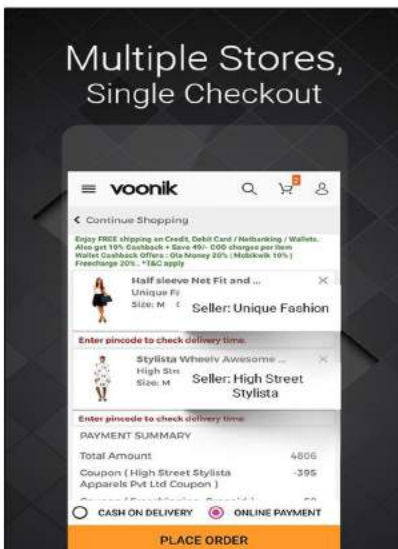 Multiple Stores,
Single Checkout
voonik
2
Continue Shopping
Enjoy FREE shipping on Credit, Debit Card / Netbanking / Wallets.
Also get 10% Cashback + Save 49/- COD charges per item
Wallet Cashback Offers : Ola Money 20% | Mobikwik 10% |
Freecharge 20% . *T&C apply
Half sleeve Net Fit and ...
Unique
Size: M
Seller: Unique Fashion
Enter pincode to check delivery time.
Stylista Wheely Awesome ...
High
Size: M
Seller: High Street
Stylista
Enter pincode to check delivery time.
PAYMENT SUMMARY
Total Amount 4806
Coupon ( High Street Stylista -395
Apparels Pvt Ltd Coupon )
CASH ON DELIVERY ONLINE PAYMENT
PLACE ORDER